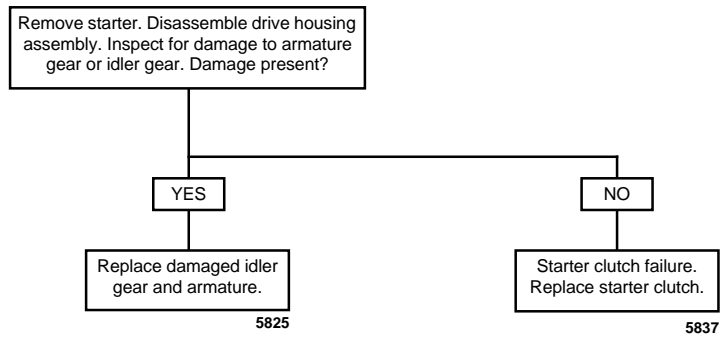 Remove starter. Disassemble drive housing
assembly. Inspect for damage to armature
gear or idler gear. Damage present?
YES
NO
Replace damaged idler
gear and armature.
5825
Starter clutch failure.
Replace starter clutch.
5837